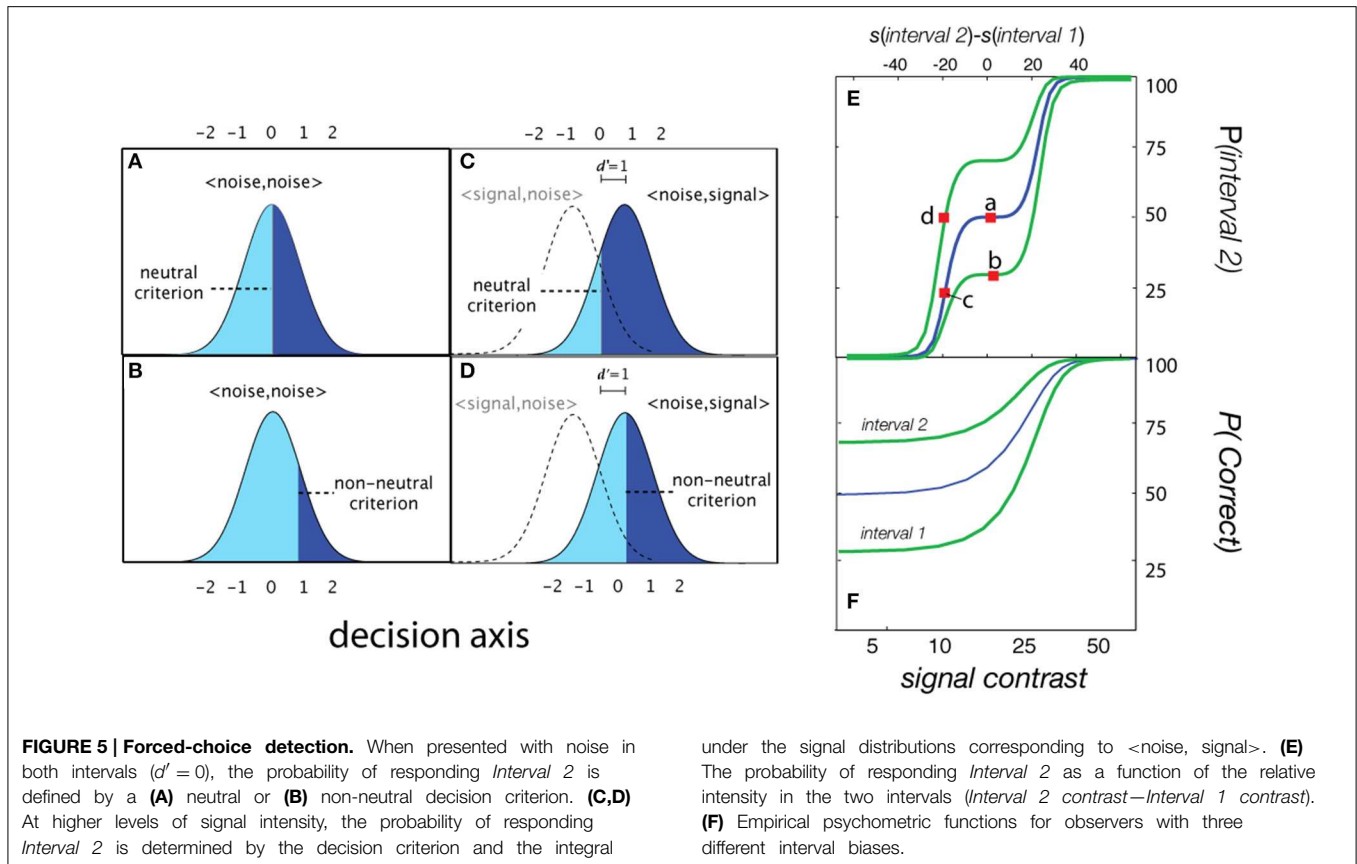 -2 -1 0 1 2
A
<noise,noise>
neutral
criterion
-2 -1 0 1 2
C
d'=1
<signal,noise>
<noise,signal>
neutral
criterion
B
<noise,noise>
non-neutral
criterion
-2 -1 0 1 2
D
d'=1
<signal,noise>
<noise,signal>
non-neutral
criterion
-2 -1 0 1 2
decision axis
s(interval 2)-s(interval 1)
-40 -20 0 20 40
E
d
a
b
c
100
75
50
25
P(interval 2)
interval 2
interval 1
F
100
75
50
25
P(Correct)
5 10 25 50
signal contrast
FIGURE 5 | Forced-choice detection. When presented with noise in
both intervals (d′ = 0), the probability of responding Interval 2 is
defined by a (A) neutral or (B) non-neutral decision criterion. (C,D)
At higher levels of signal intensity, the probability of responding
Interval 2 is determined by the decision criterion and the integral
under the signal distributions corresponding to <noise, signal>. (E)
The probability of responding Interval 2 as a function of the relative
intensity in the two intervals (Interval 2 contrast—Interval 1 contrast).
(F) Empirical psychometric functions for observers with three
different interval biases.